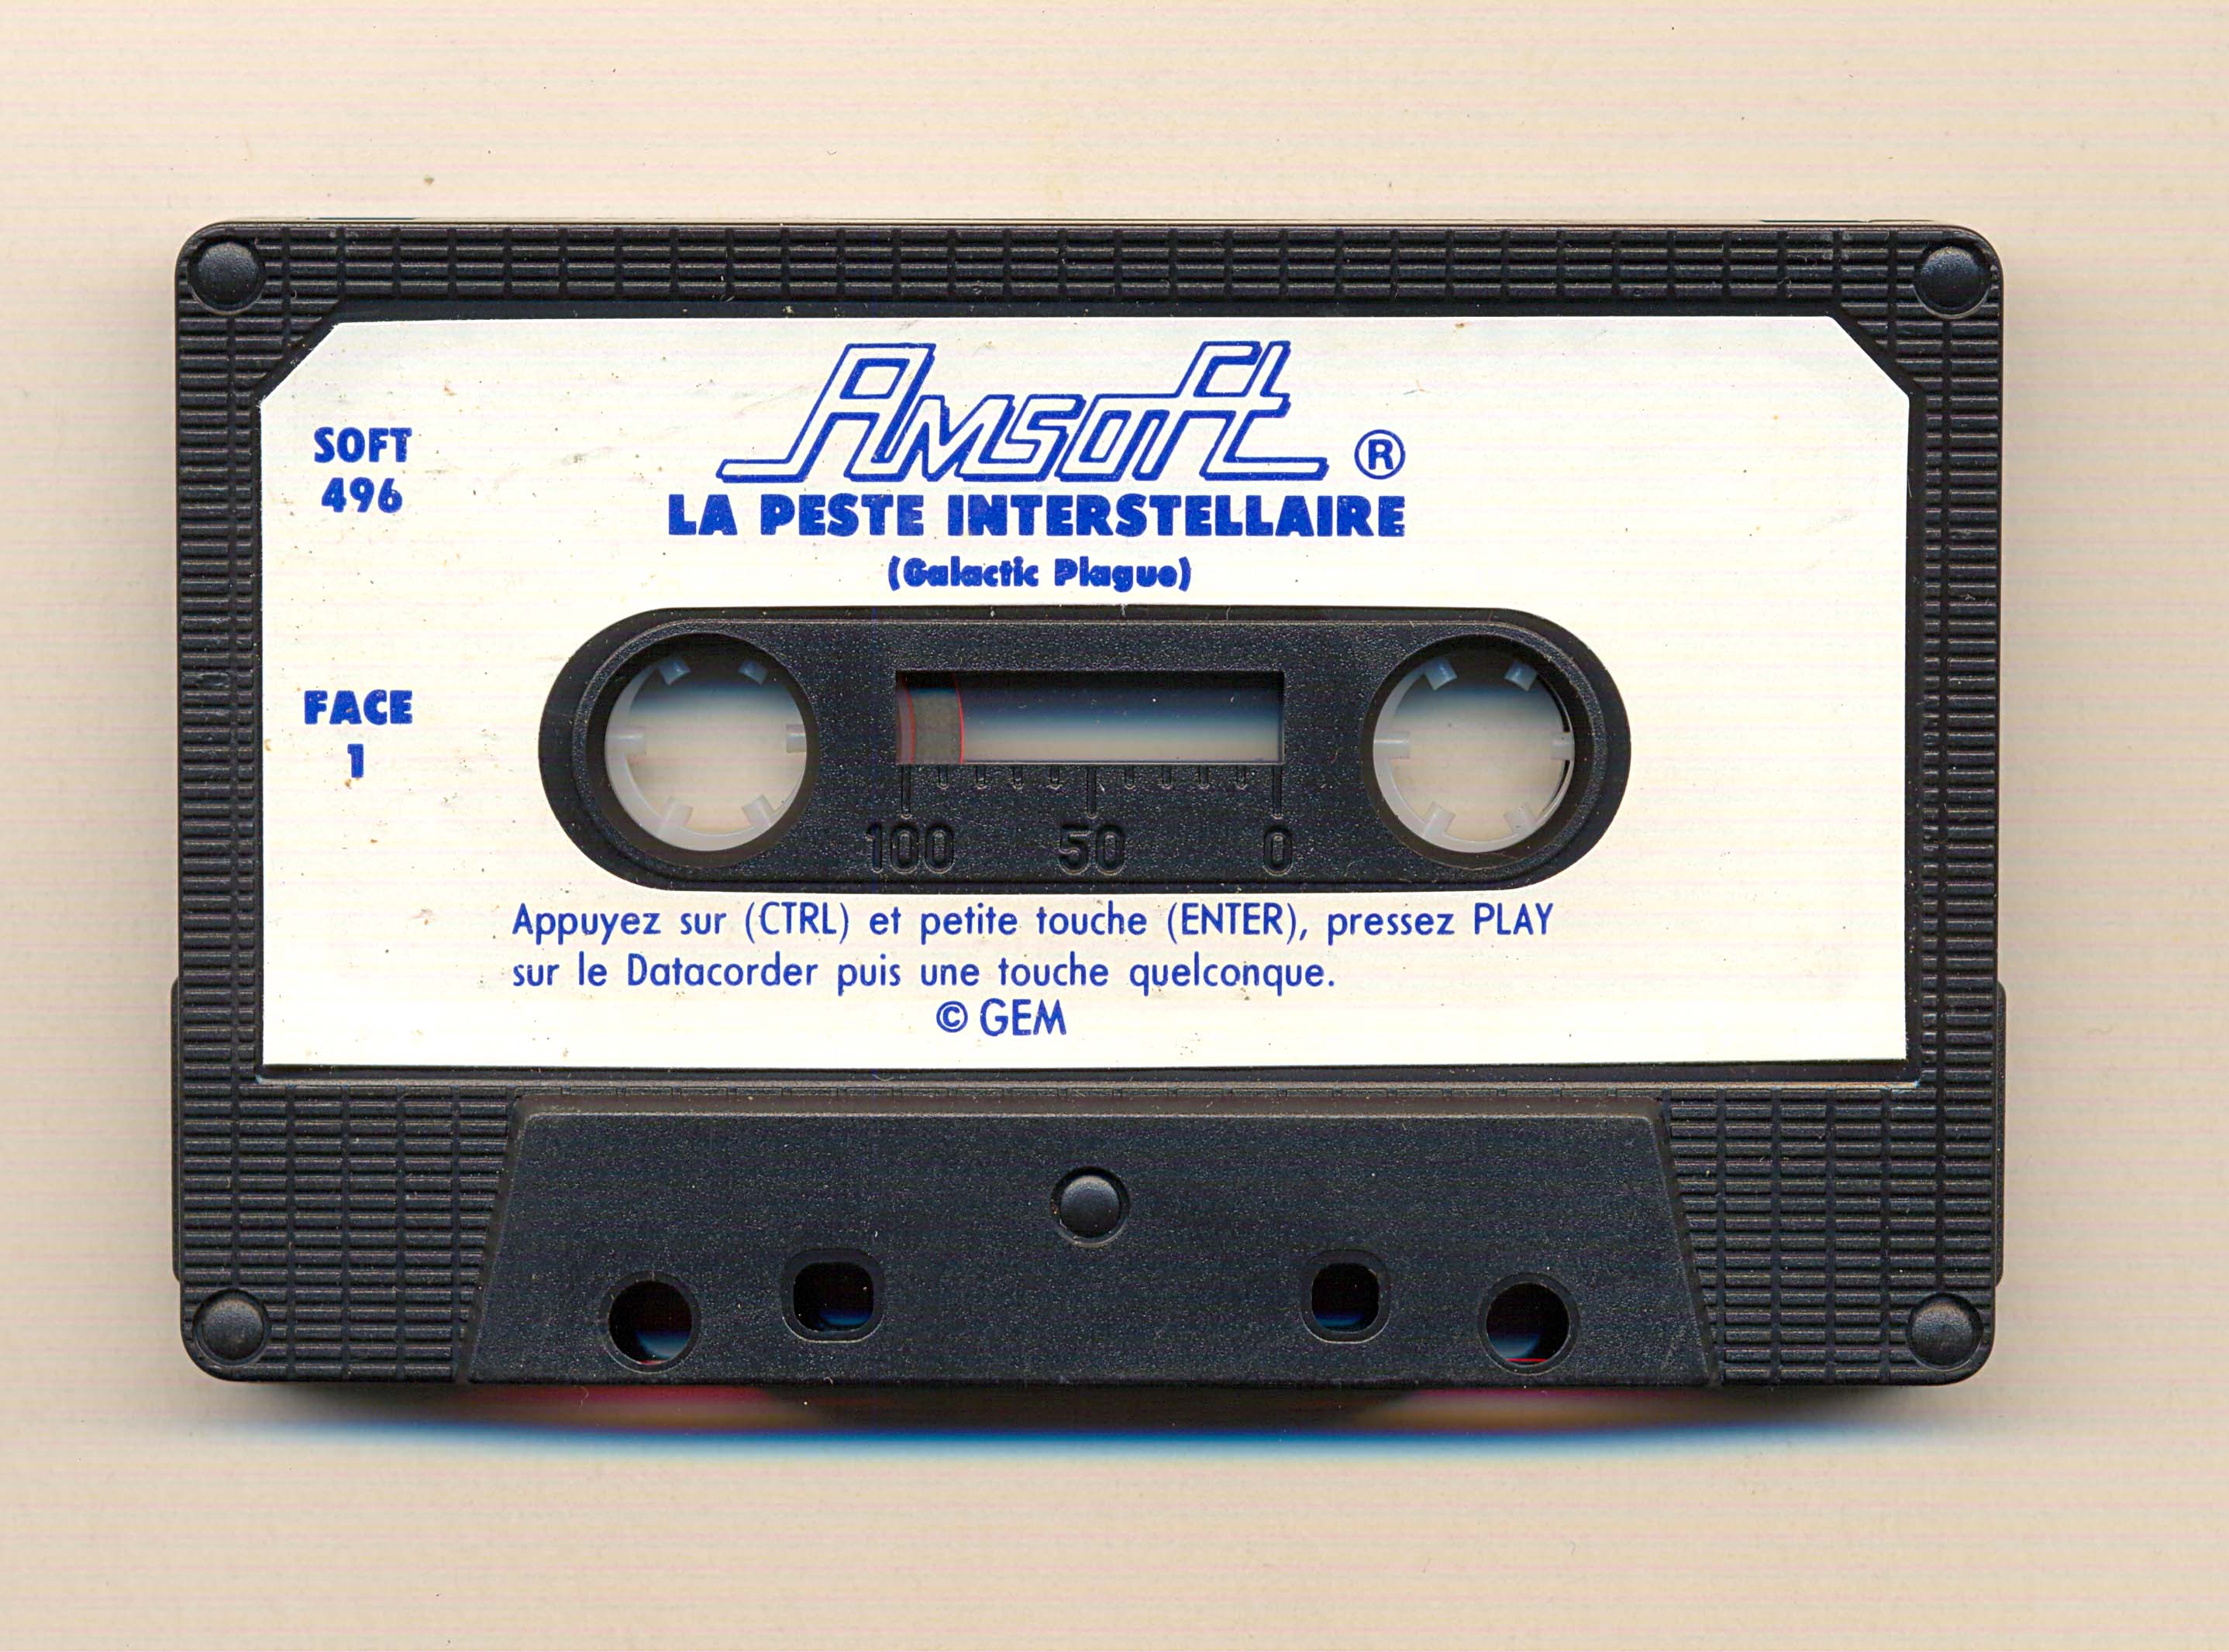 Amsoft ®
SOFT
496
LA PESTE INTERSTELLAIRE
(Galactic Plague)
FACE
1
100 50 0
Appuyez sur (CTRL) et petite touche (ENTER), pressez PLAY
sur le Datacorder puis une touche quelconque.
© GEM